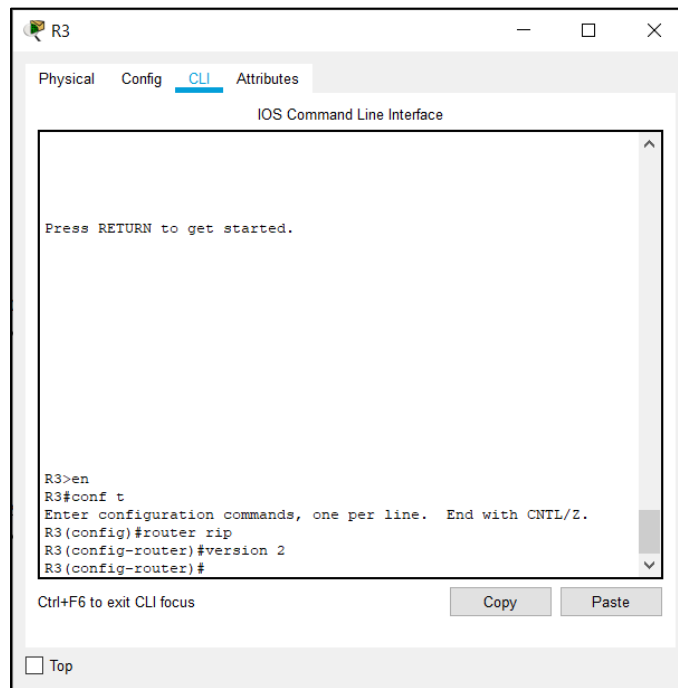 R3
Physical Config CLI Attributes
IOS Command Line Interface
Press RETURN to get started.
R3>en
R3#conf t
Enter configuration commands, one per line.  End with CNTL/Z.
R3(config)#router rip
R3(config-router)#version 2
R3(config-router)#
Ctrl+F6 to exit CLI focus
Copy Paste
Top